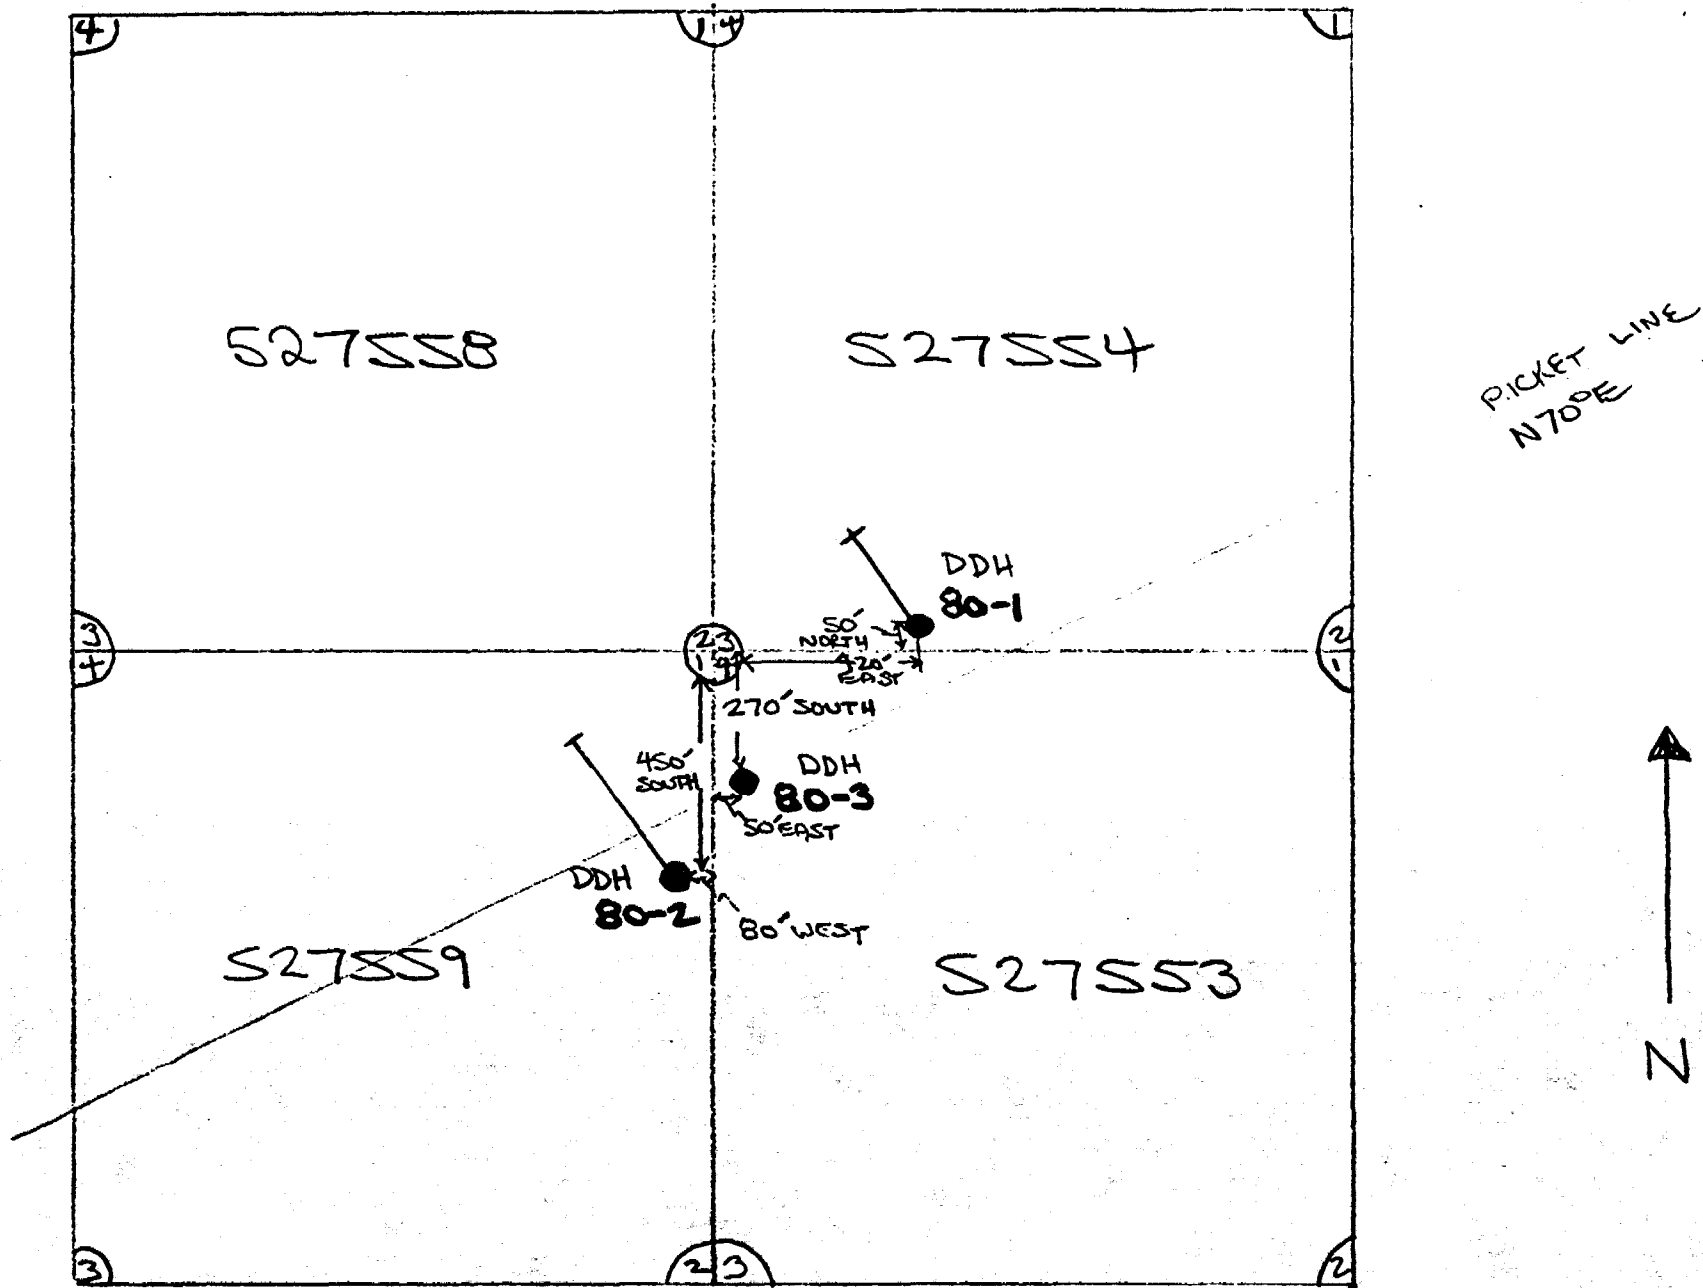 4
1 4
1
527558
527554
PICKET LINE
N70°E
DDH
80-1
50'
NORTH
420'
EAST
3
4
2 3
1 4
2
1
270' SOUTH
450'
SOUTH
DDH
80-3
50' EAST
DDH
80-2
80' WEST
527559
527553
N
3
2 3
2